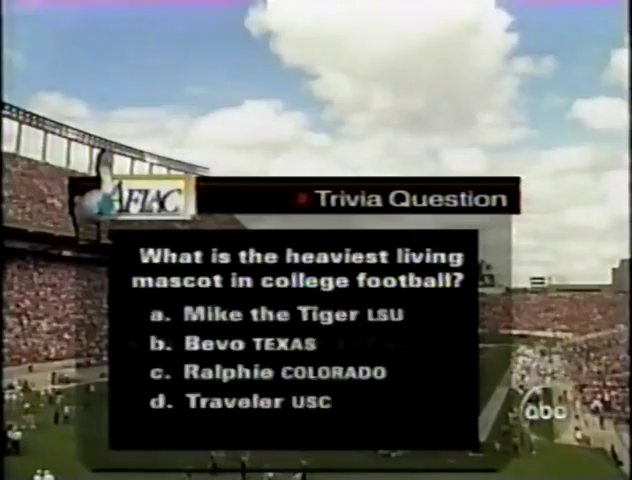 AFLAC
Trivia Question
What is the heaviest living
mascot in college football?
a. Mike the Tiger LSU
b. Bevo TEXAS
c. Ralphie COLORADO
d. Traveler USC
abc